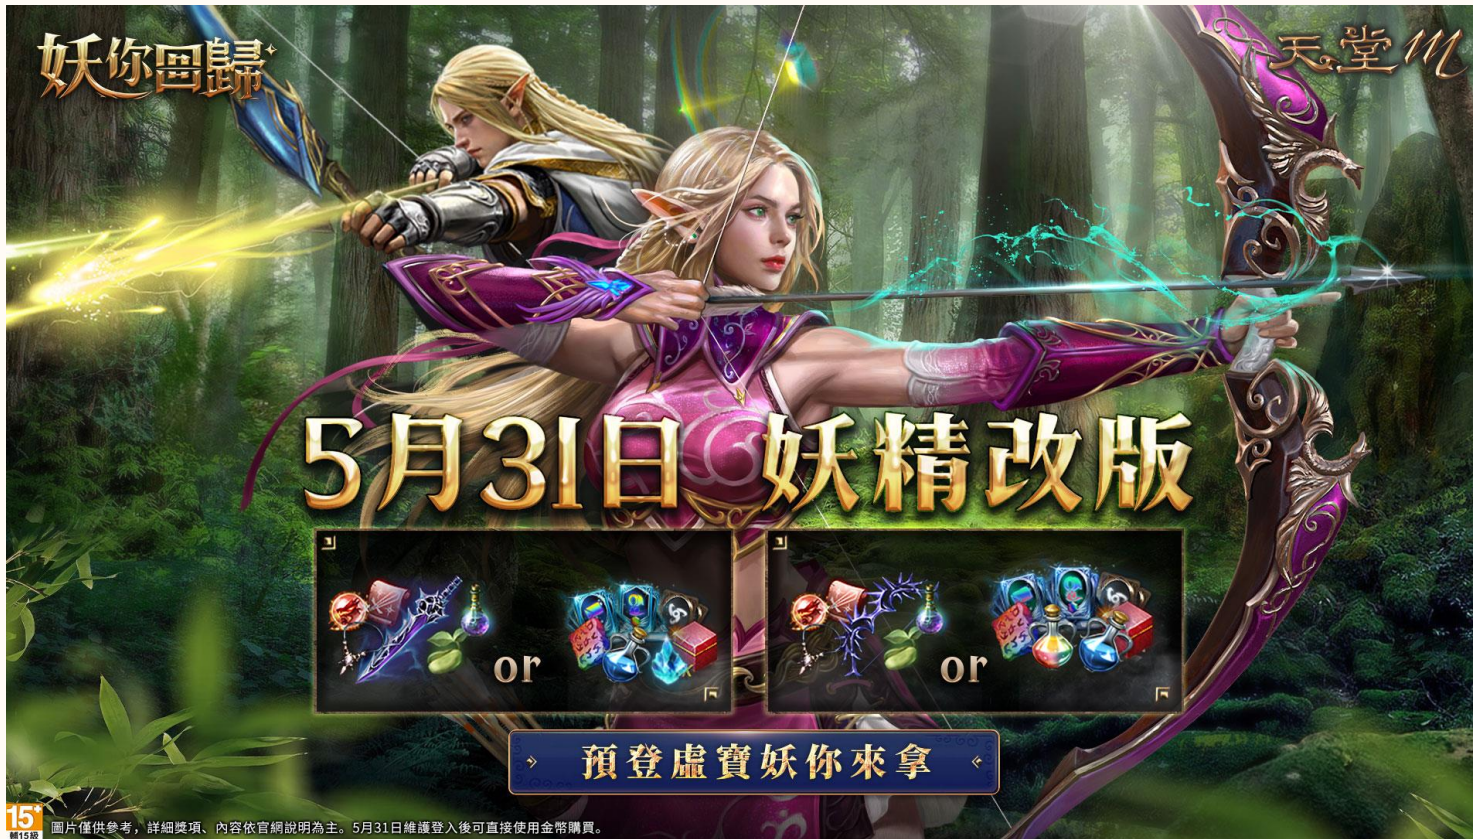 妖你回歸
天堂M
5月31日 妖精改版
or
or
預登虛寶妖你來拿
15+
輔15級
圖片僅供參考，詳細獎項、內容依官網說明為主。5月31日維護登入後可直接使用金幣購買。